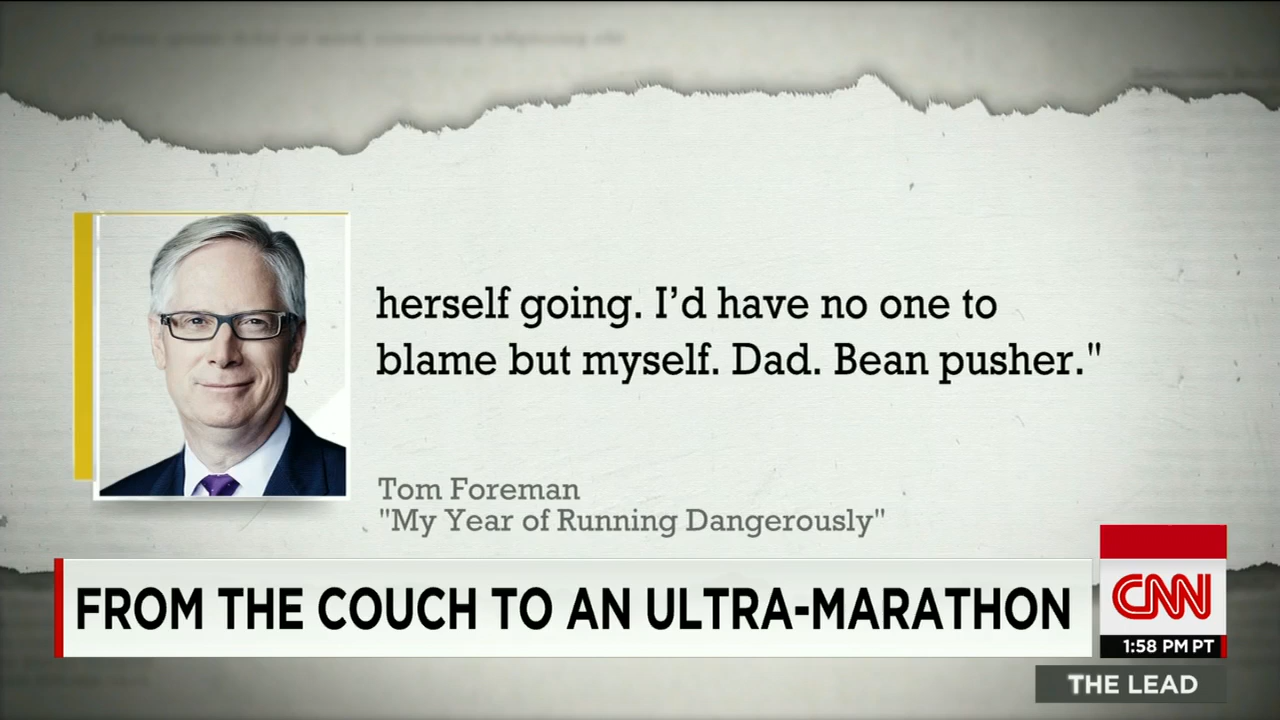 herself going. I’d have no one to
blame but myself. Dad. Bean pusher."
Tom Foreman
"My Year of Running Dangerously"
FROM THE COUCH TO AN ULTRA-MARATHON
CNN
1:58 PM PT
THE LEAD